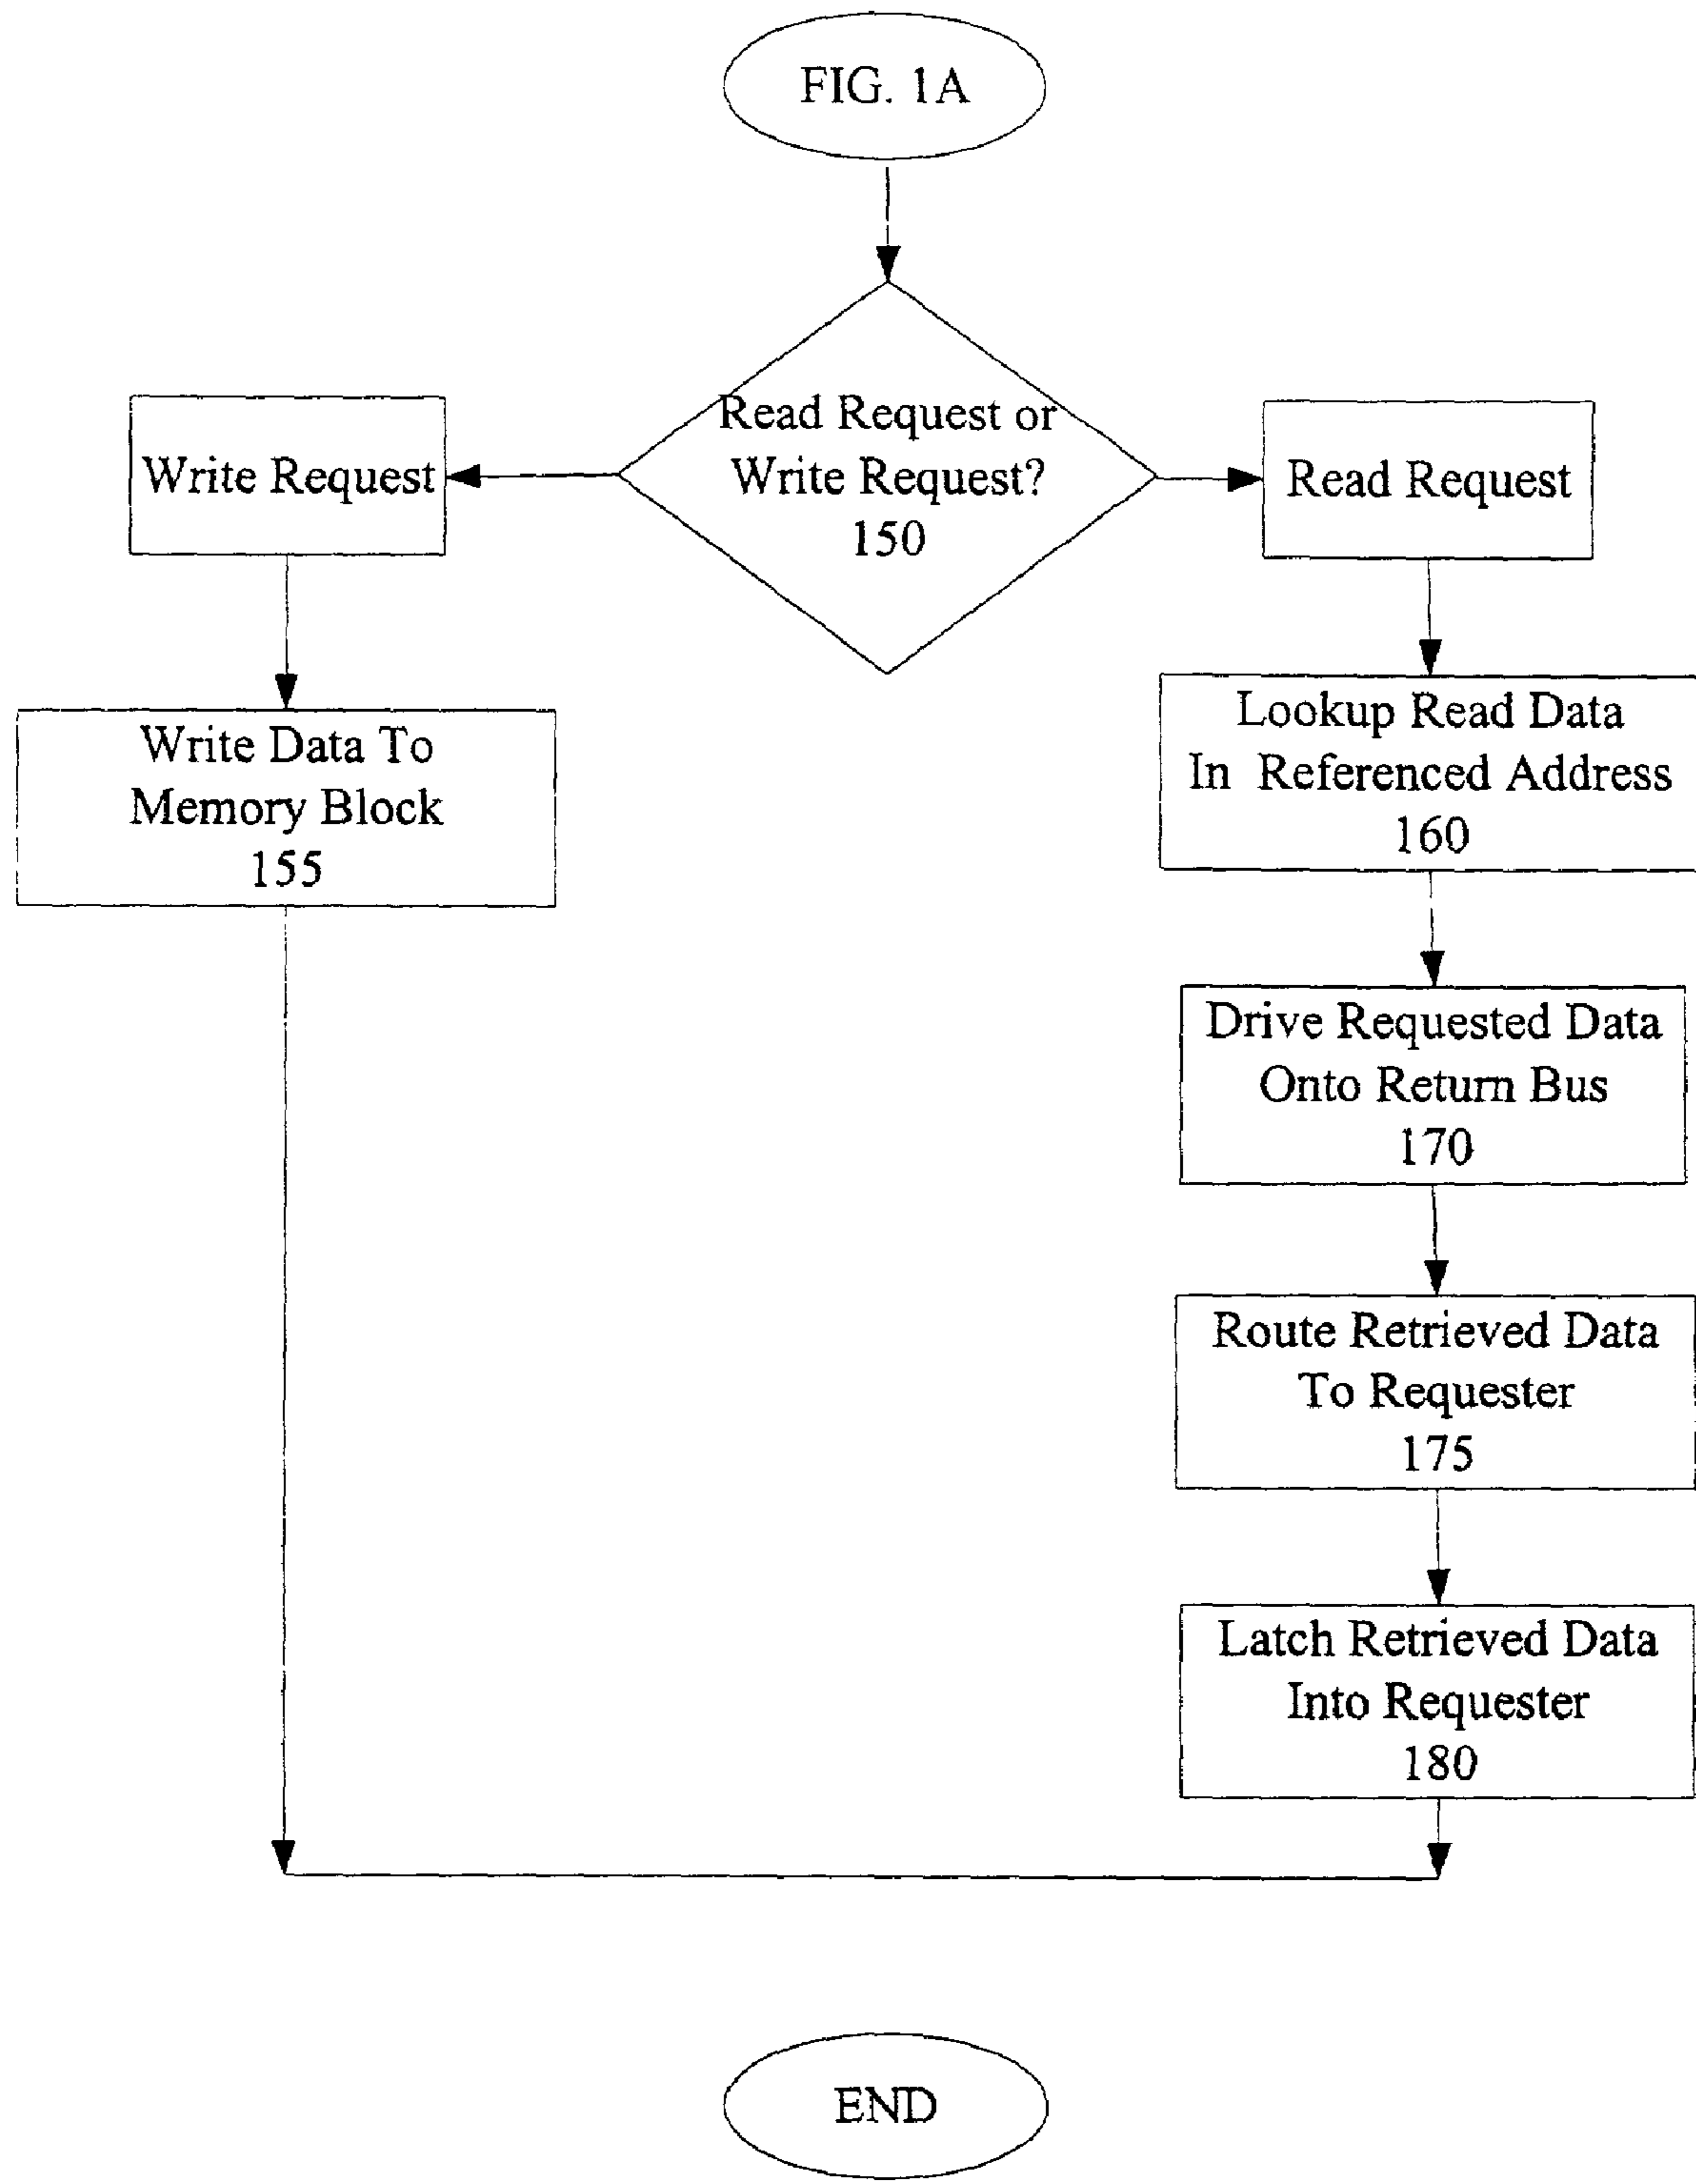 FIG. 1A
Read Request or
Write Request?
150
Write Request
Read Request
Write Data To
Memory Block
155
Lookup Read Data
In Referenced Address
160
Drive Requested Data
Onto Return Bus
170
Route Retrieved Data
To Requester
175
Latch Retrieved Data
Into Requester
180
END